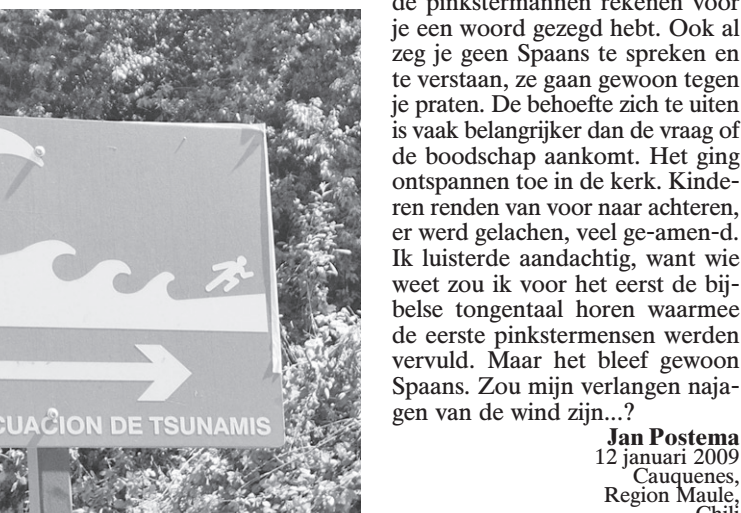 CUACION DE TSUNAMIS
de pinkstermannen rekenen voor
je een woord gezegd hebt. Ook al
zeg je geen Spaans te spreken en
te verstaan, ze gaan gewoon tegen
je praten. De behoefte zich te uiten
is vaak belangrijker dan de vraag of
de boodschap aankomt. Het ging
ontspannen toe in de kerk. Kinde-
ren renden van voor naar achteren,
er werd gelachen, veel ge-amen-d.
Ik luisterde aandachtig, want wie
weet zou ik voor het eerst de bij-
belse tongentaal horen waarmee
de eerste pinkstermensen werden
vervuld. Maar het bleef gewoon
Spaans. Zou mijn verlangen naja-
gen van de wind zijn...?
Jan Postema
12 januari 2009
Cauquenes,
Region Maule,
Chili